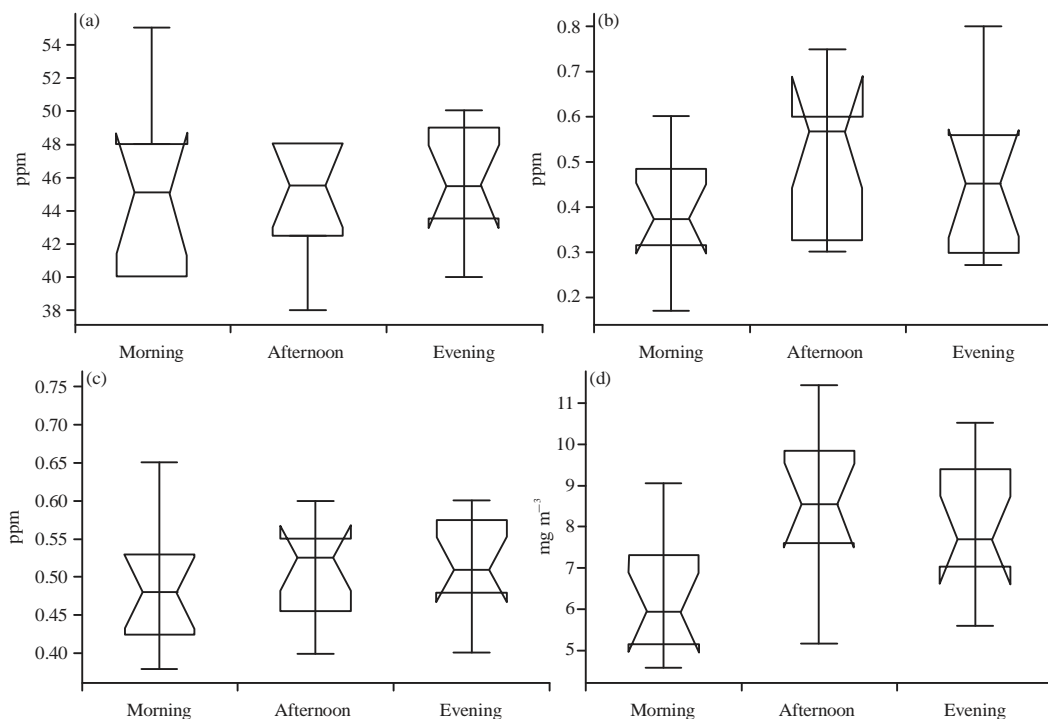 (a)
54
52
50
48
46
44
42
40
38
ppm
Morning Afternoon Evening
(b)
0.8
0.7
0.6
0.5
0.4
0.3
0.2
ppm
Morning Afternoon Evening
(c)
0.75
0.70
0.65
0.60
0.55
0.50
0.45
0.40
ppm
Morning Afternoon Evening
(d)
11
10
9
8
7
6
5
mg m⁻³
Morning Afternoon Evening